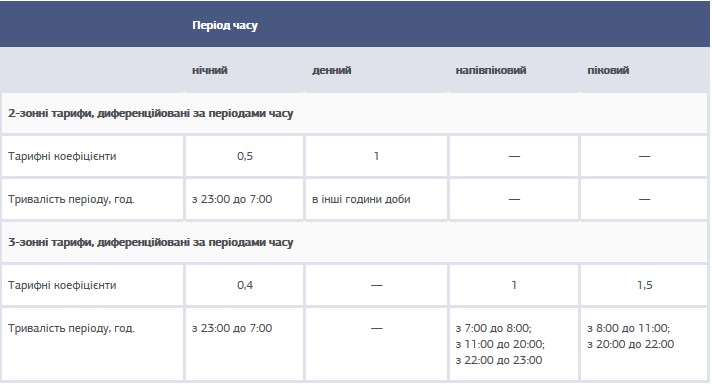 Період часу
нічний денний напівпіковий піковий
2-зонні тарифи, диференційовані за періодами часу
Тарифні коефіцієнти 0,5 1 — —
Тривалість періоду, год. з 23:00 до 7:00 в інші години доби — —
3-зонні тарифи, диференційовані за періодами часу
Тарифні коефіцієнти 0,4 — 1 1,5
Тривалість періоду, год. з 23:00 до 7:00 — з 7:00 до 8:00; з 8:00 до 11:00;
з 11:00 до 20:00; з 20:00 до 22:00
з 22:00 до 23:00